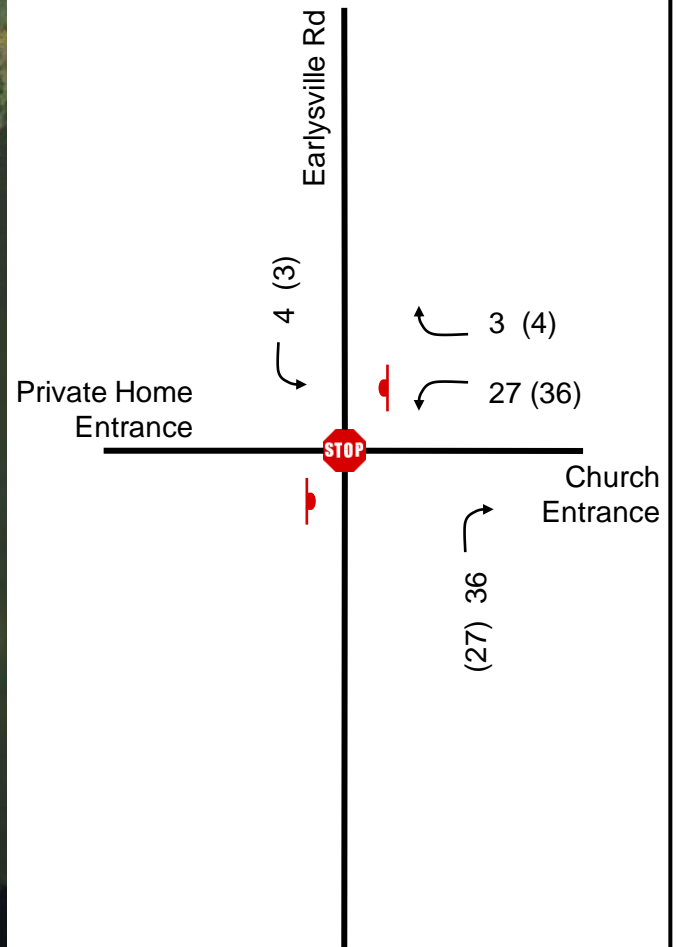 Earlysville Rd
4 (3)
3 (4)
27 (36)
Private Home
Entrance
STOP
Church
Entrance
(27) 36